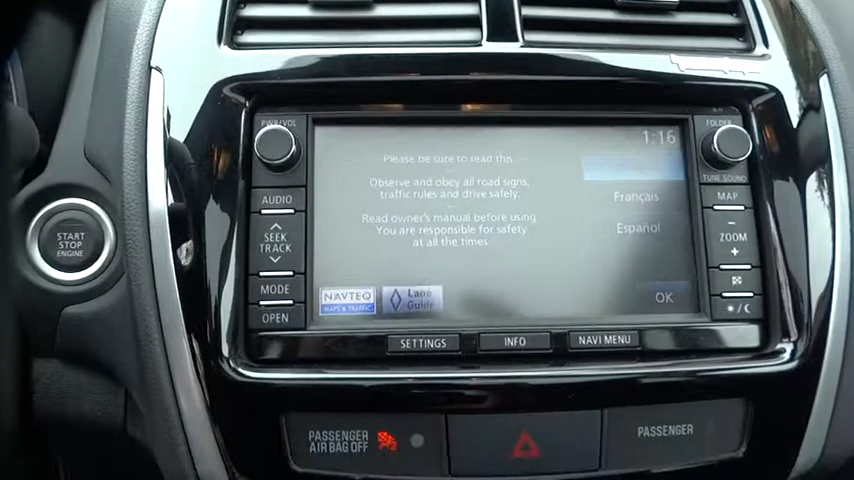 PWR/VOL
FOLDER
1:16
-Please be sure to read this-
Observe and obey all road signs,
traffic rules and drive safely.
Read owner's manual before using.
You are responsible for safety
at all the times.
Français
Español
OK
NAVTEQ
MAPS & TRAFFIC
Lane
Guide
AUDIO
SEEK
TRACK
MODE
OPEN
TUNE SOUND
MAP
ZOOM
SETTINGS
INFO
NAVI MENU
START
STOP
ENGINE
PASSENGER
AIRBAG OFF
PASSENGER